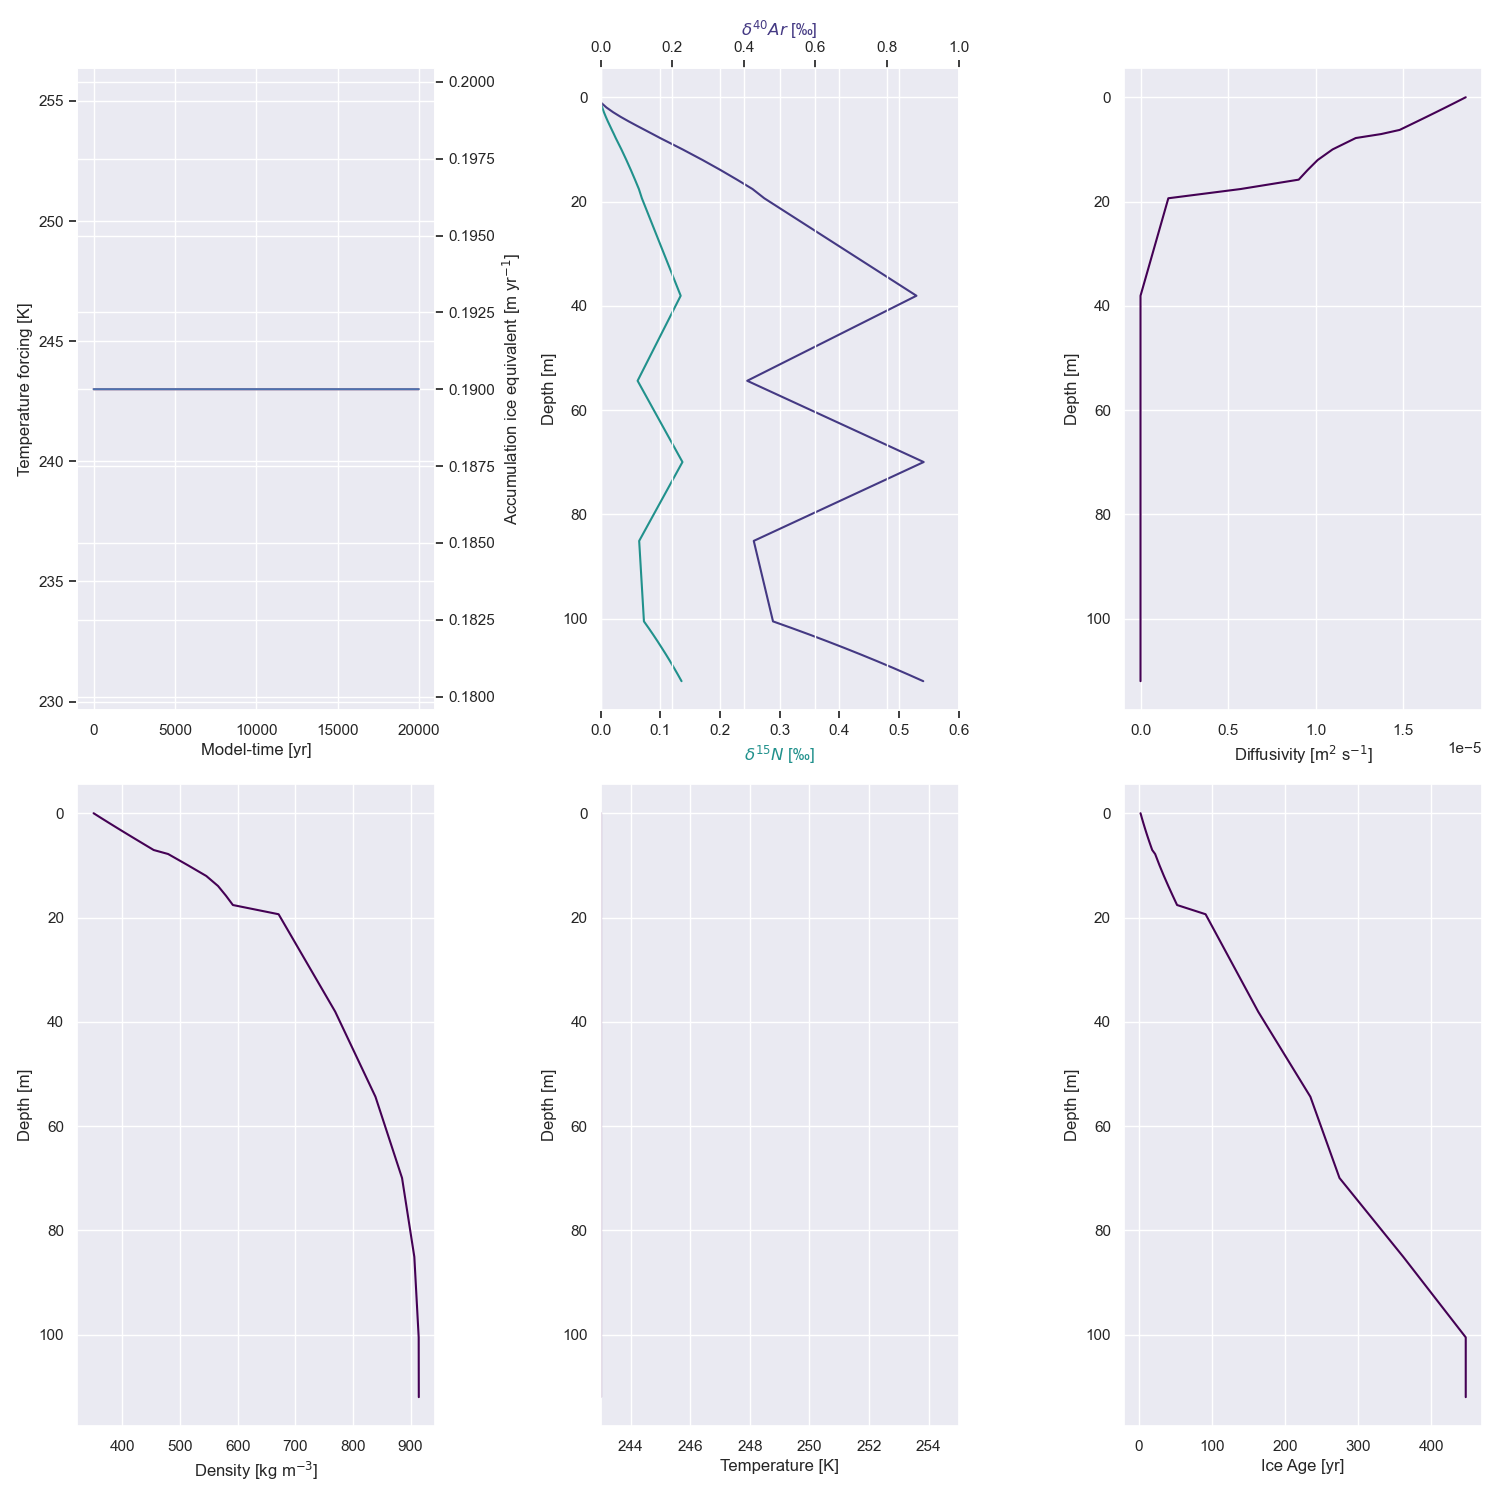 δ⁴⁰Ar [‰]
0.0 0.2 0.4 0.6 0.8 1.0
Temperature forcing [K]
255
250
245
240
235
230
0.2000
0.1975
0.1950
0.1925
0.1900
0.1875
0.1850
0.1825
0.1800
Accumulation ice equivalent [m yr⁻¹]
0 5000 10000 15000 20000
Model-time [yr]
Depth [m]
0
20
40
60
80
100
0.0 0.1 0.2 0.3 0.4 0.5 0.6
δ¹⁵N [‰]
Depth [m]
0
20
40
60
80
100
0.0 0.5 1.0 1.5
1e−5
Diffusivity [m² s⁻¹]
Depth [m]
0
20
40
60
80
100
400 500 600 700 800 900
Density [kg m⁻³]
Depth [m]
0
20
40
60
80
100
244 246 248 250 252 254
Temperature [K]
Depth [m]
0
20
40
60
80
100
0 100 200 300 400
Ice Age [yr]